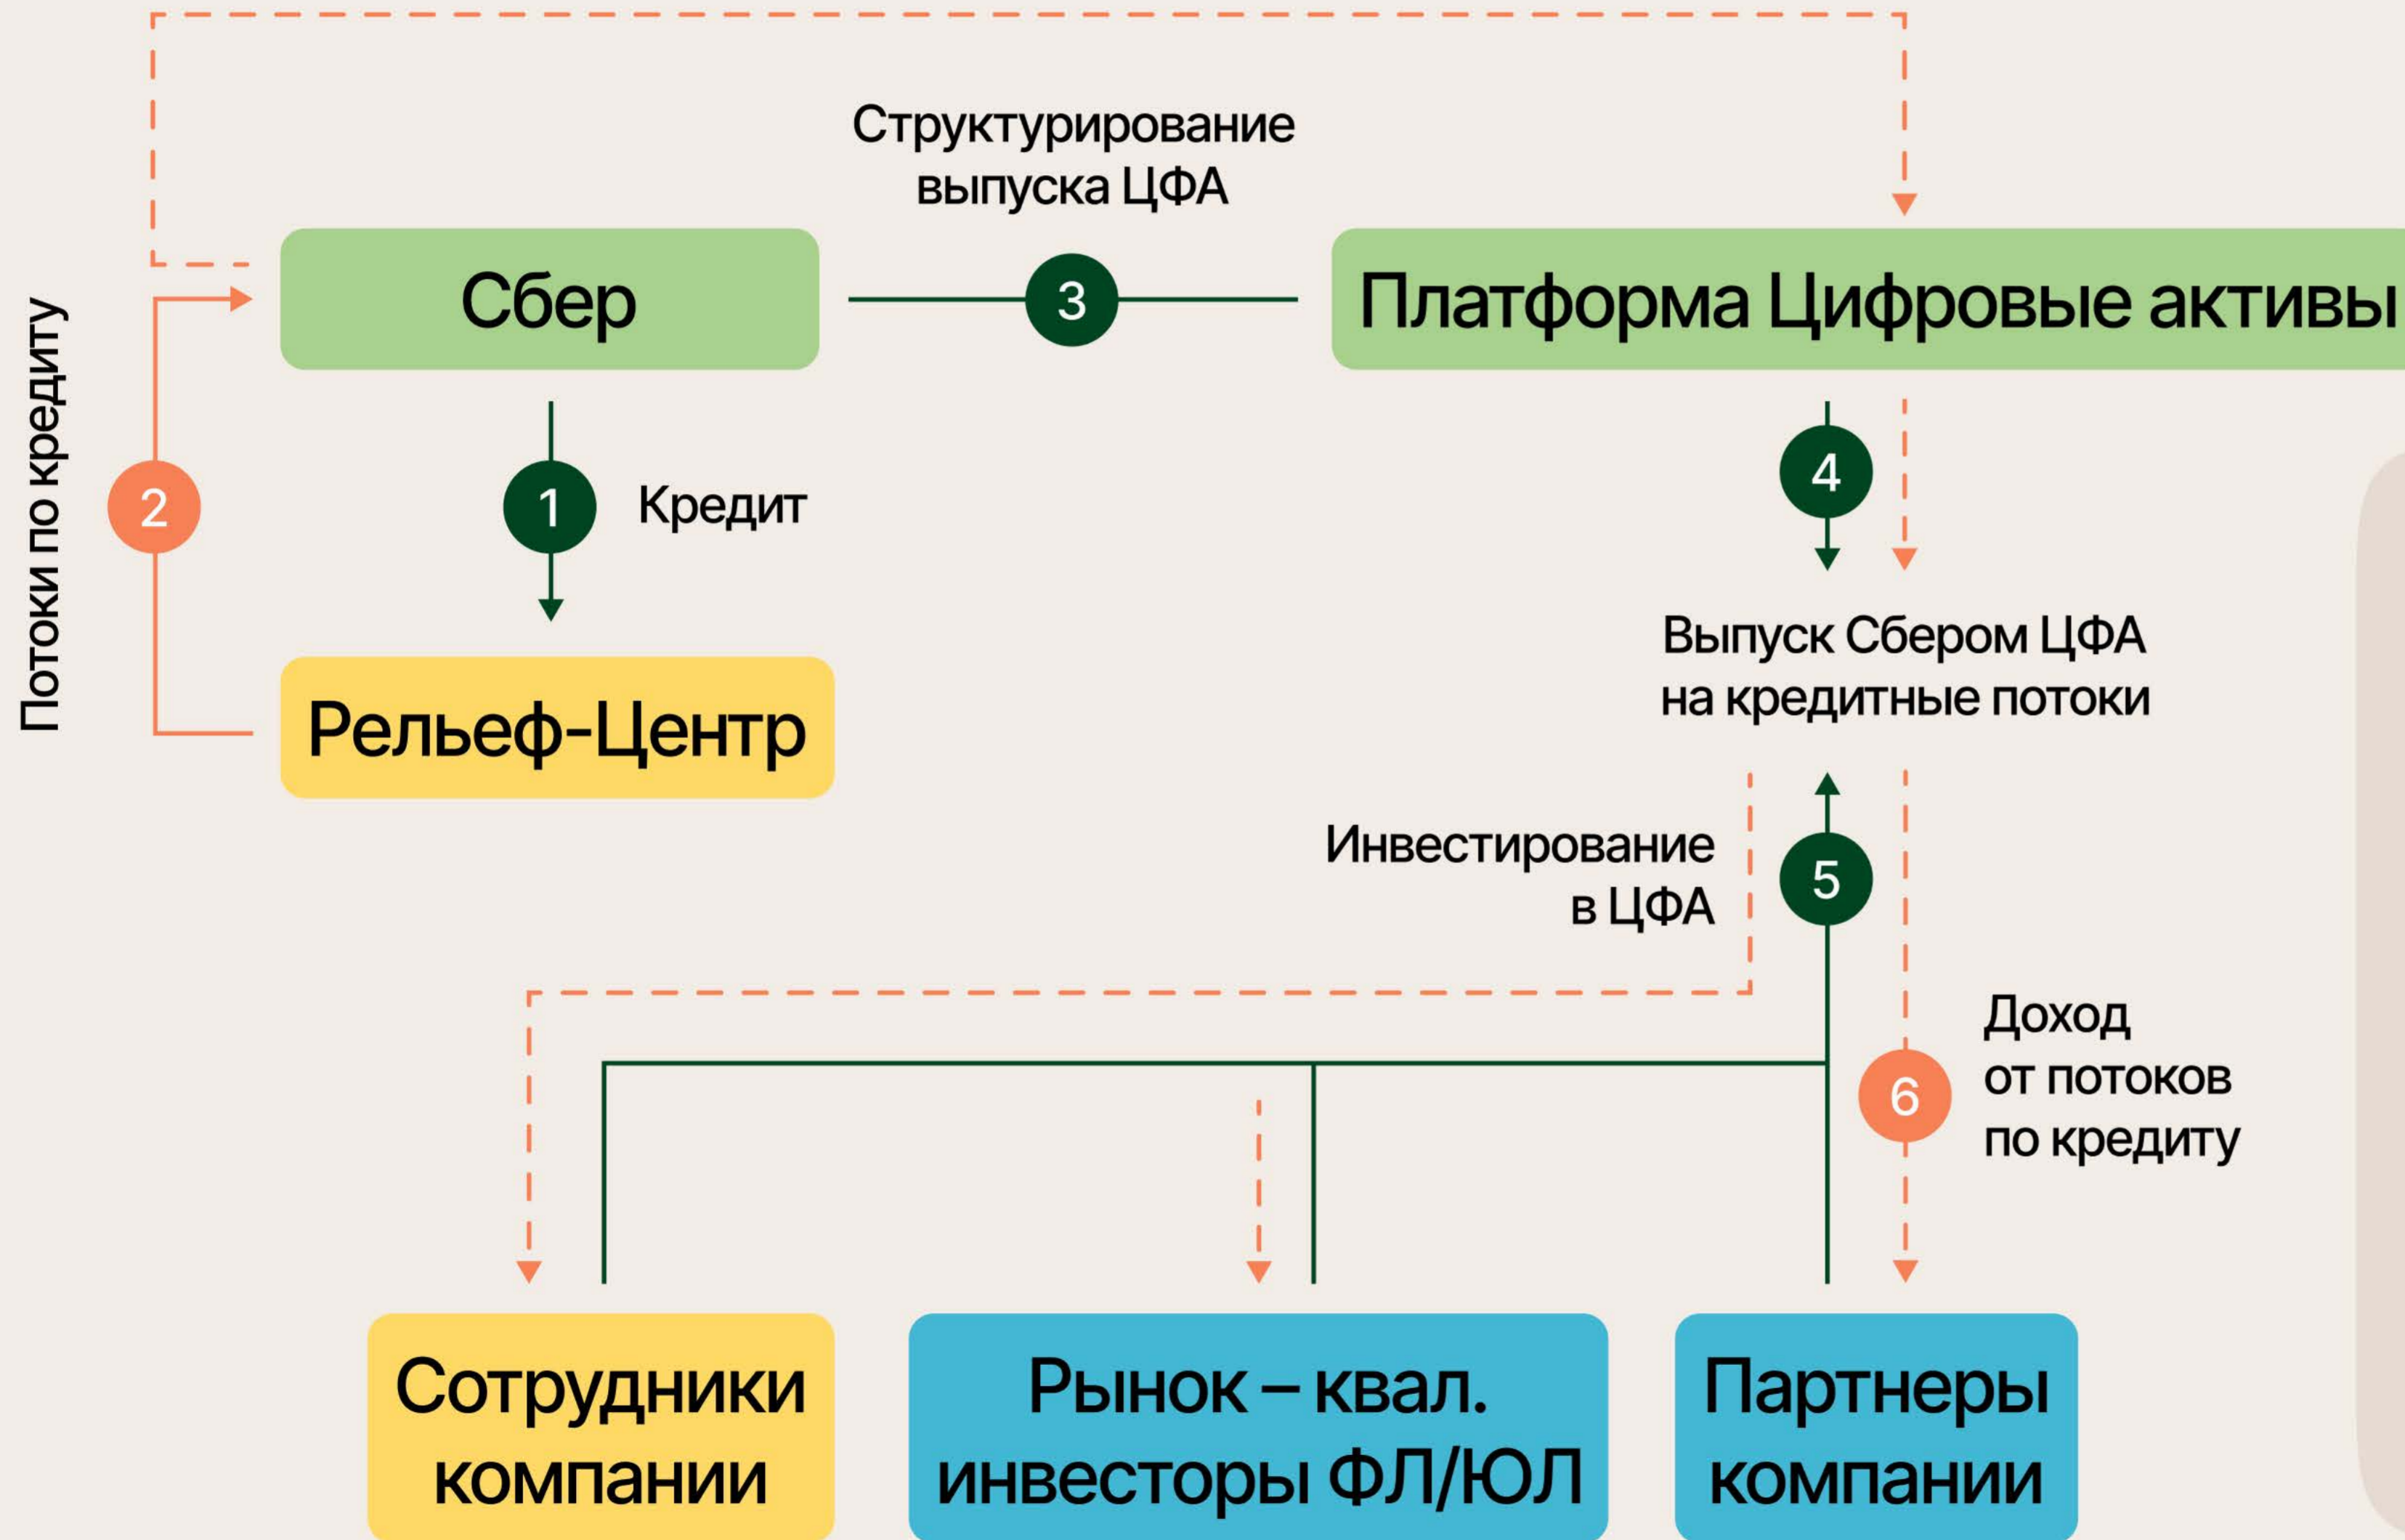 Структурирование
выпуска ЦФА
Сбер
3
Платформа Цифровые активы
Потоки по кредиту
2
1
Кредит
4
Рельеф-Центр
Выпуск Сбером ЦФА
на кредитные потоки
Инвестирование
в ЦФА
5
Доход
от потоков
по кредиту
6
Сотрудники
компании
Рынок – квал.
инвесторы ФЛ/ЮЛ
Партнеры
компании